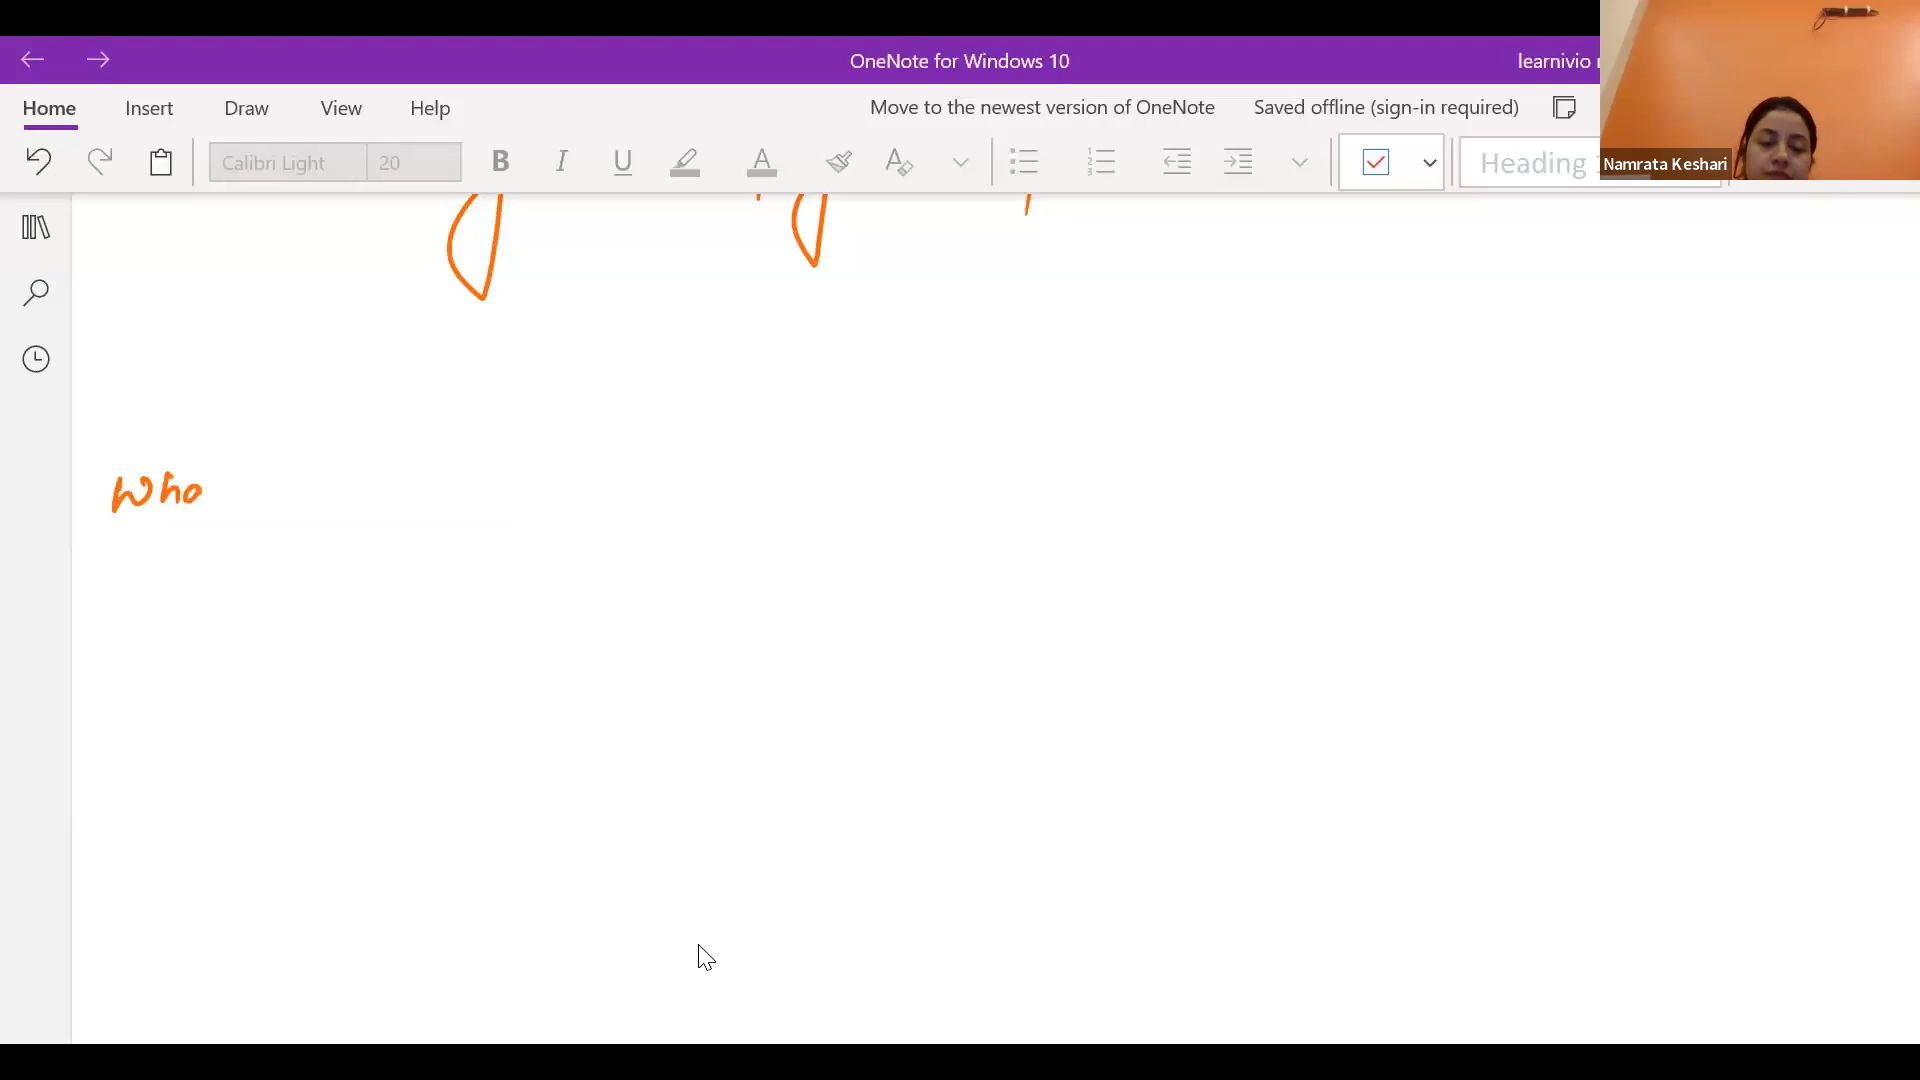 OneNote for Windows 10
learnivio
Home Insert Draw View Help
Move to the newest version of OneNote Saved offline (sign-in required)
Calibri Light 20 B I U A A
Heading
Namrata Keshari
Who